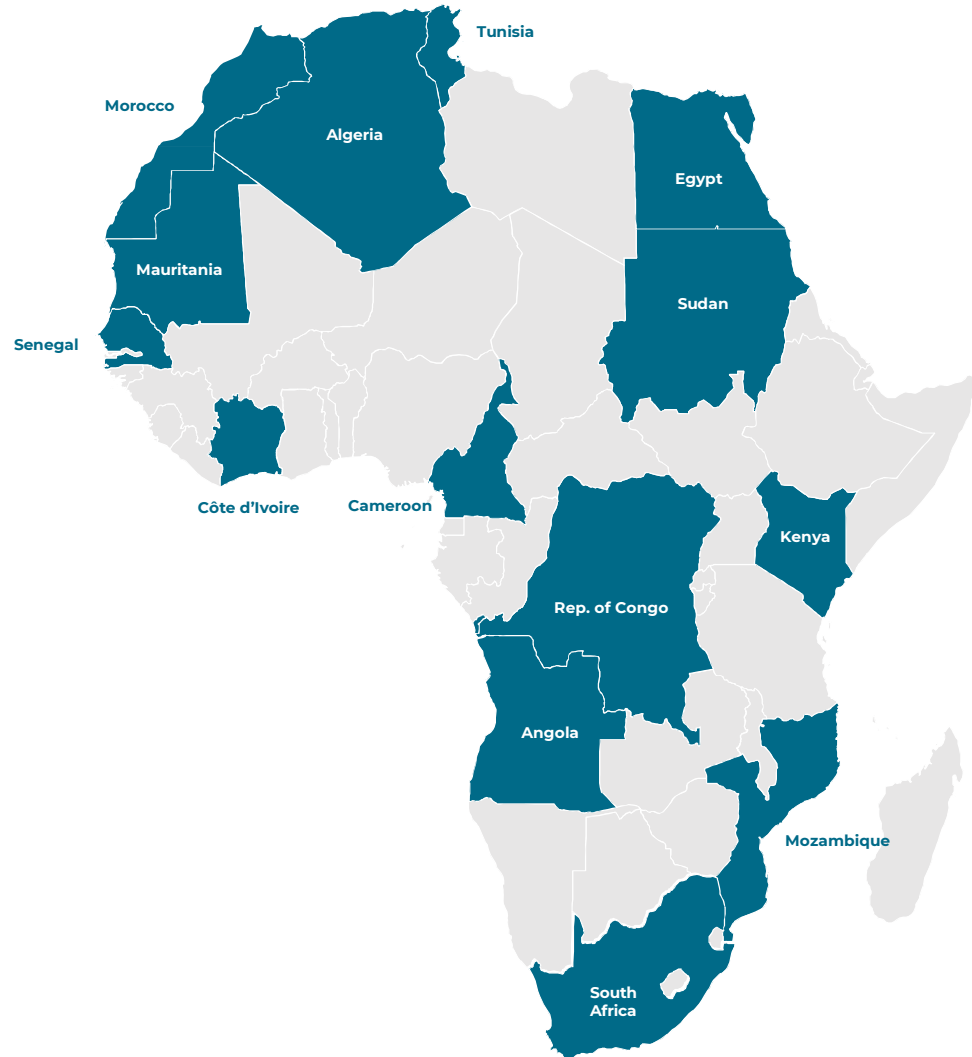 Tunisia
Morocco
Algeria
Egypt
Mauritania
Sudan
Senegal
Côte d’Ivoire
Cameroon
Kenya
Rep. of Congo
Angola
Mozambique
South
Africa